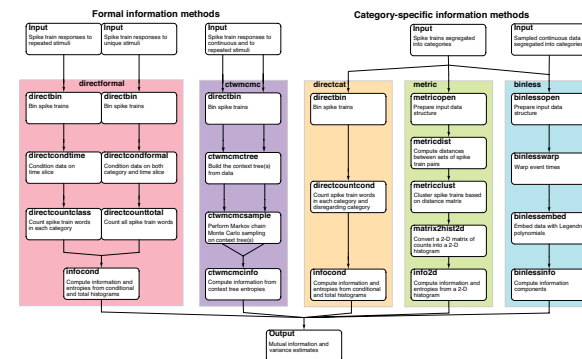 Formal information methods
Category-specific information methods
Input
Spike train responses to
repeated stimuli
Input
Spike train responses to
unique stimuli
Input
Spike train responses to
continuous and to
repeated stimuli
Input
Spike trains segregated
into categories
Input
Sampled continuous data
segregated into categories
directformal
directbin
Bin spike trains
directbin
Bin spike trains
directcondtime
Condition data on
time slice
directcondformal
Condition data on both
category and time slice
directcountclass
Count spike train words
in each category
directcounttotal
Count all spike train words
infocond
Compute information and
entropies from conditional
and total histograms
ctwmcmc
directbin
Bin spike trains
ctwmcmctree
Build the context tree(s)
from data
ctwmcmcsample
Perform Markov chain
Monte Carlo sampling
on context tree(s)
ctwmcmcinfo
Compute information from
context tree entropies
directcat
directbin
Bin spike trains
directcountcond
Count spike train words
in each category and
disregarding category
infocond
Compute information and
entropies from conditional
and total histograms
metric
metricopen
Prepare input data
structure
metricdist
Compute distances
between sets of spike
train pairs
metricclust
Cluster spike trains based
on distance matrix
matrix2hist2d
Convert a 2-D matrix of
counts into a 2-D
histogram
info2d
Compute information and
entropies from a 2-D
histogram
binless
binlessopen
Prepare input data
structure
binlesswarp
Warp event times
binlessembed
Embed data with Legendre
polynomials
binlessinfo
Compute information
components
Output
Mutual information and
variance estimates